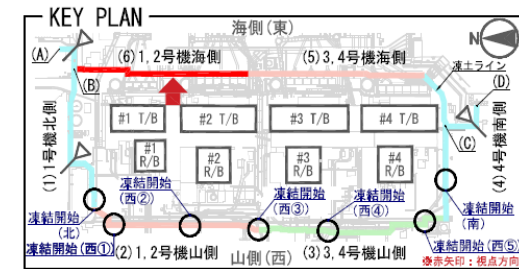 KEY PLAN
海側(東)
N
(A)
(6)1,2号機海側
(5)3,4号機海側
凍土ライン
(B)
(D)
#1 T/B
#2 T/B
#3 T/B
#4 T/B
(C)
(1)1号機北側
#1
R/B
#2
R/B
#3
R/B
#4
R/B
(4)4号機南側
凍結開始
(西②)
凍結開始
(西③)
凍結開始
(西④)
凍結開始
(南)
凍結開始
(北)
凍結開始(西①)
(2)1,2号機山側
山側(西)
(3)3,4号機山側
凍結開始(西⑤)
※赤矢印:視点方向